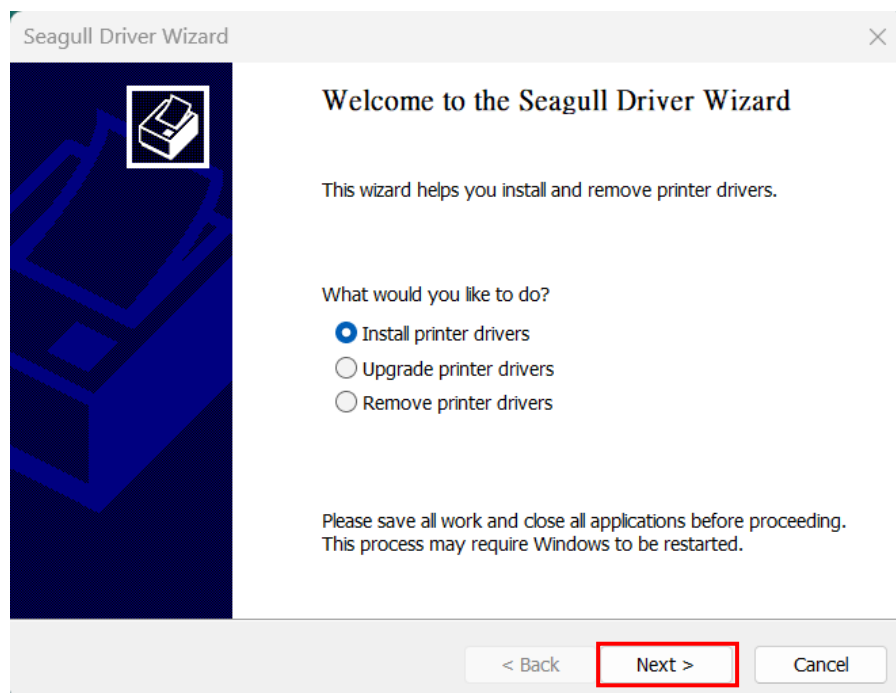 Seagull Driver Wizard
Welcome to the Seagull Driver Wizard
This wizard helps you install and remove printer drivers.
What would you like to do?
Install printer drivers
Upgrade printer drivers
Remove printer drivers
Please save all work and close all applications before proceeding.
This process may require Windows to be restarted.
< Back Next > Cancel